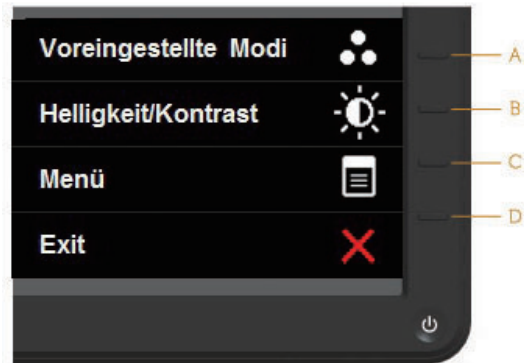 Voreingestellte Modi
A
Helligkeit/Kontrast
B
Menü
C
Exit
D